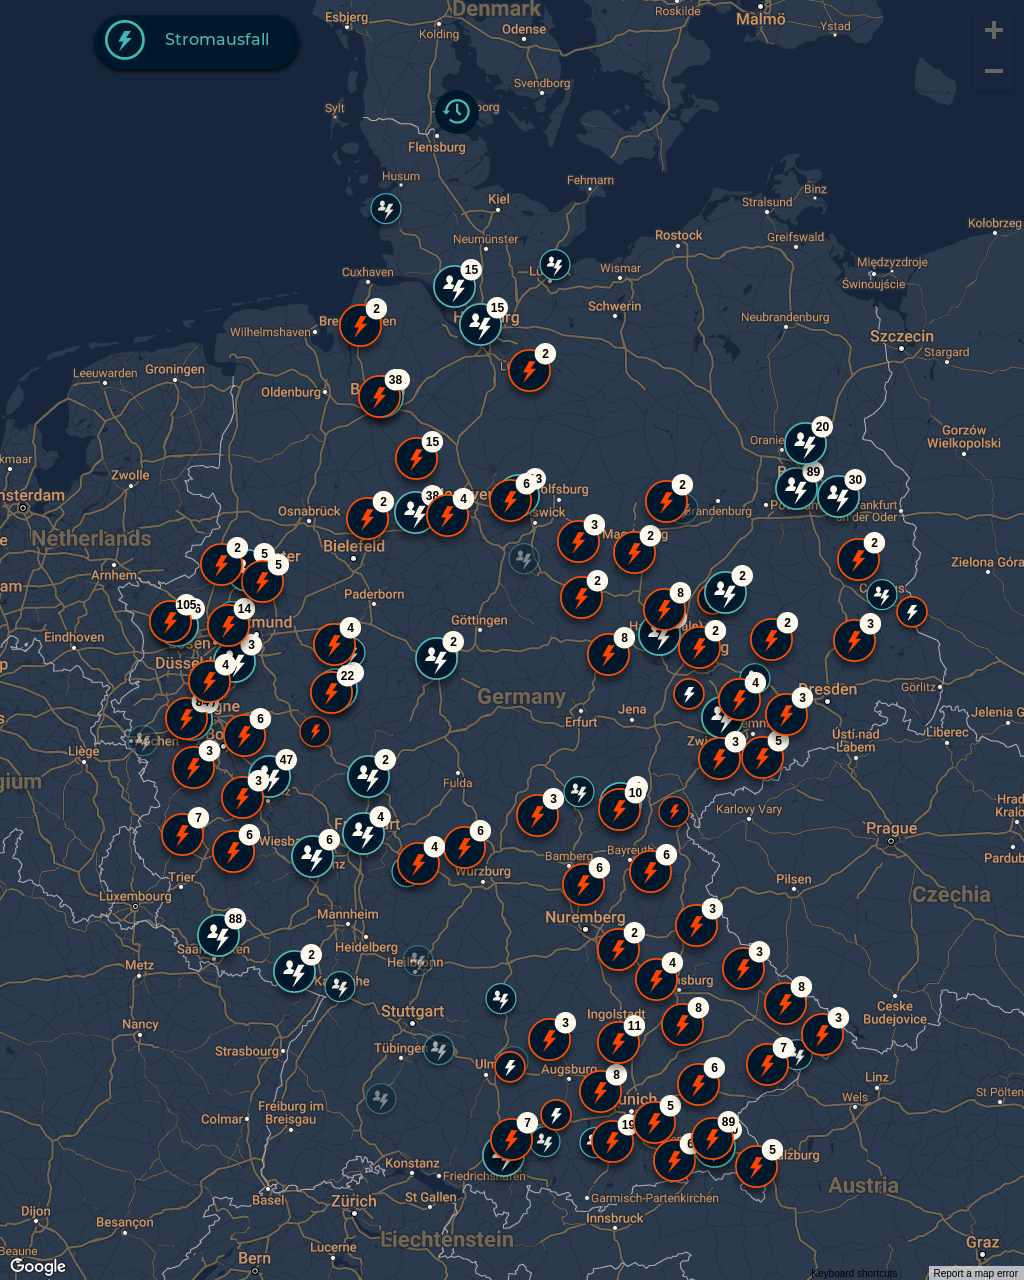 Denmark
Esbjerg
Kolding
Odense
Roskilde
Malmö
Ystad
Stromausfall
Svendborg
Sylt
borg
Flensburg
Husum
Fehmarn
Kiel
Binz
Stralsund
Neumünster
Rostock
Greifswald
Kołobrzeg
Cuxhaven
15
Wismar
Międzyzdroje
Świnoujście
2
15
Schwerin
Neubrandenburg
Wilhelmshaven
Szczecin
Stargard
2
Groningen
Leeuwarden
38
Oldenburg
20
Gorzów
Wielkopolski
15
Oranie
89
30
Zwolle
2
6
2
38
4
olfsburg
Osnabrück
swick
Brandenburg
Frankfurt
an der Oder
3
2
2
Netherlands
Bielefeld
2
5
5
Zielona Góra
Arnhem
2
2
Paderborn
105
14
8
Göttingen
2
3
4
8
2
Eindhoven
3
2
4
22
Germany
4
3
Dresden
Görlitz
Jena
Erfurt
6
Jelenia G
Liberec
Ústí nad
Labem
3
5
3
Liège
47
2
3
Fulda
3
10
Karlovy Vary
7
4
6
6
6
4
Prague
Wiesb
Bamberg
Bayreuth
6
Würzburg
6
Trier
Pilsen
Czechia
Luxembourg
Mannheim
Nuremberg
3
88
2
Heidelberg
2
3
Heilbronn
4
Metz
8
Ceske
Budejovice
Stuttgart
Ingolstadt
8
3
3
11
Nancy
Strasbourg
Tübingen
7
Augsburg
8
6
Linz
Wels
St Pölten
Colmar
Freiburg im
Breisgau
5
7
19
89
5
Konstanz
Friedrichshafen
Austria
Basel
Zürich
St Gallen
Garmisch-Partenkirchen
Innsbruck
Dijon
Besançon
Liechtenstein
Lucerne
Bern
Graz
Beaune
Google
Keyboard shortcuts
Report a map error